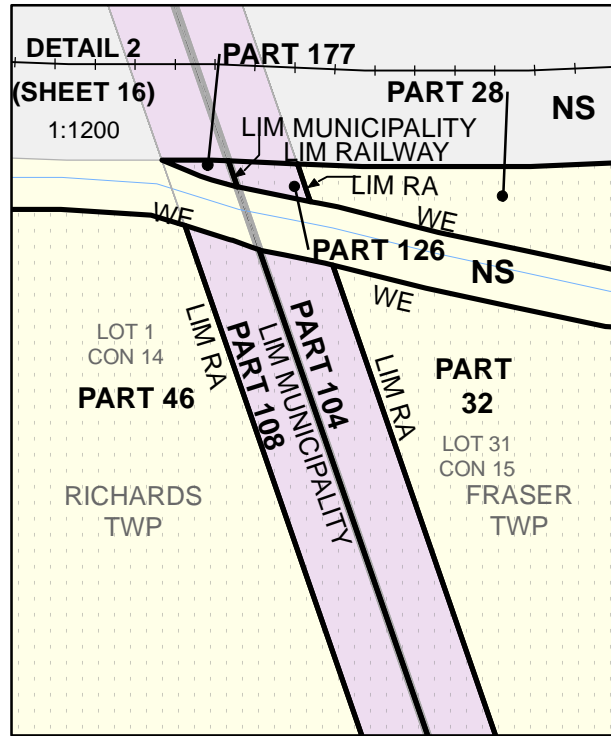 DETAIL 2
PART 177
(SHEET 16)
PART 28
NS
1:1200
LIM MUNICIPALITY
LIM RAILWAY
LIM RA
WE
WE
PART 126
NS
WE
LOT 1
CON 14
PART 46
LIM RA
PART 108
LIM MUNICIPALITY
PART 104
LIM RA
PART
32
LOT 31
CON 15
RICHARDS
TWP
FRASER
TWP